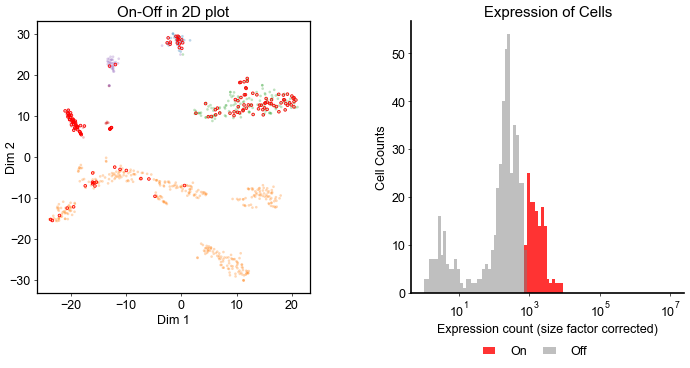 On-Off in 2D plot
30
20
10
0
−10
−20
−30
Dim 2
−20 −10 0 10 20
Dim 1
Expression of Cells
50
40
30
20
10
0
Cell Counts
10^1 10^3 10^5 10^7
Expression count (size factor corrected)
On Off